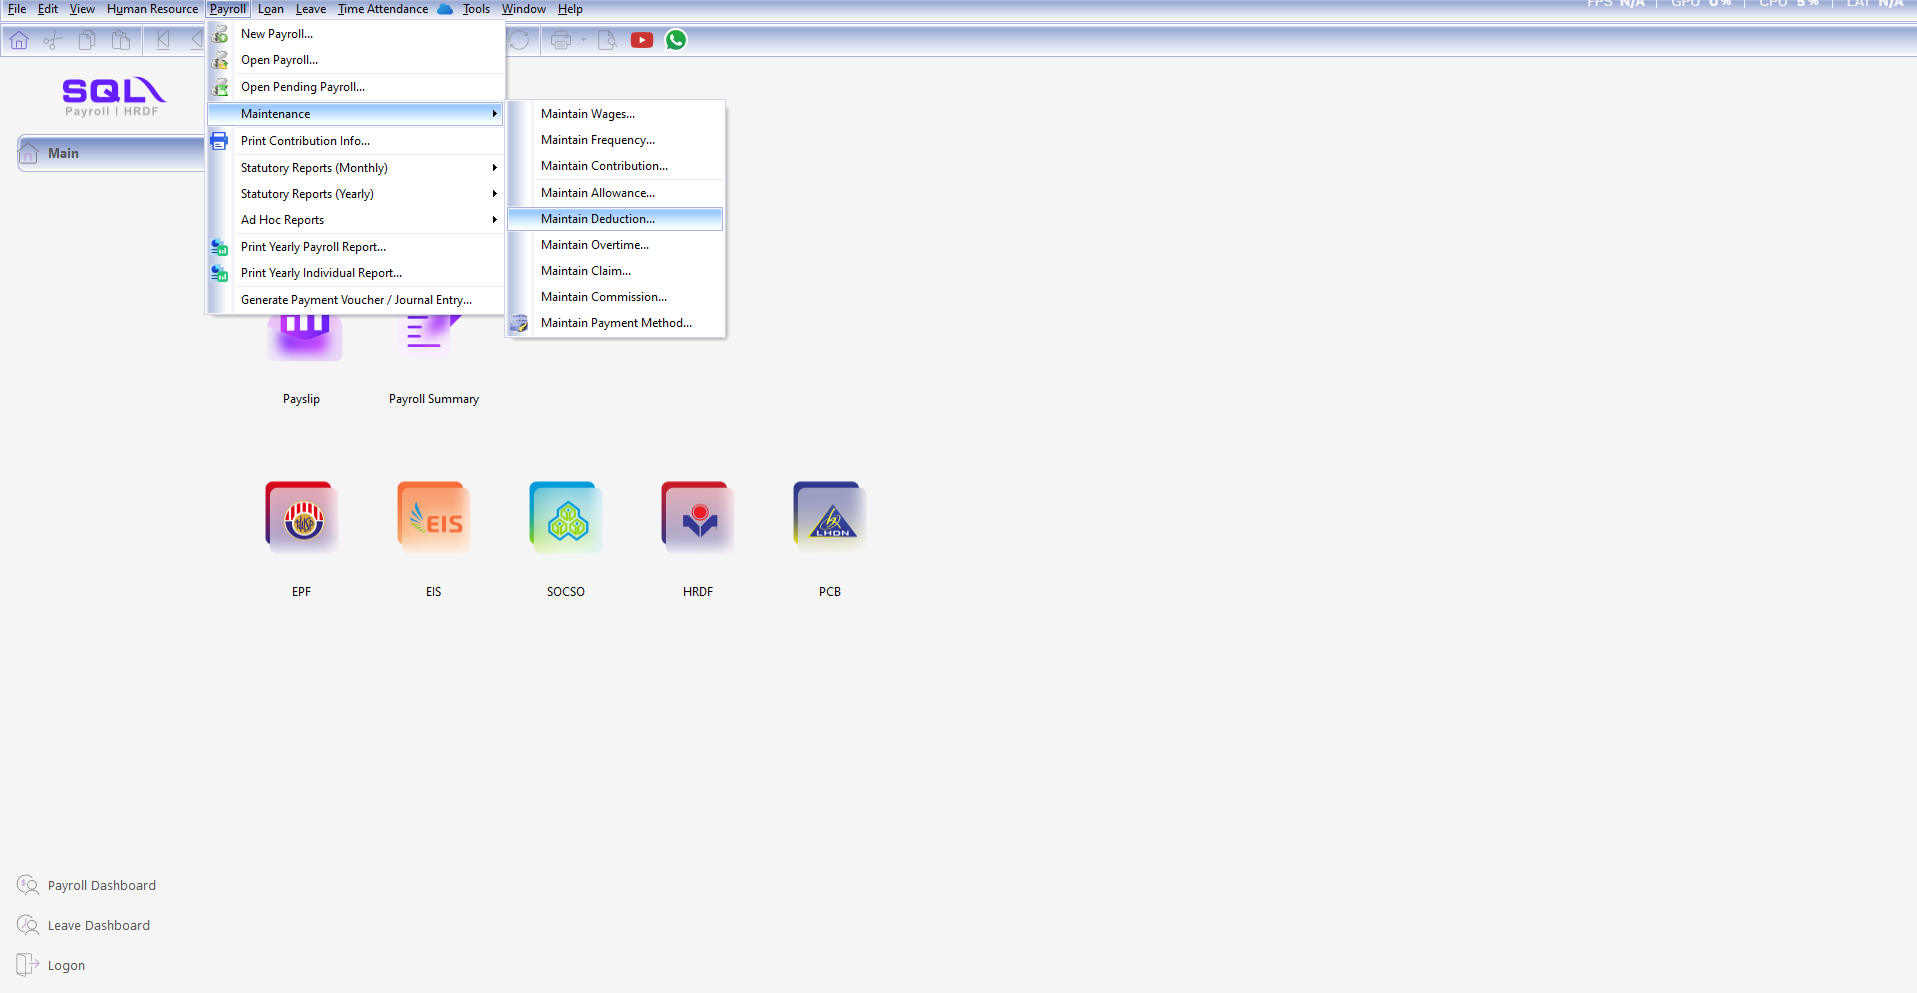 File Edit View Human Resource Payroll Loan Leave Time Attendance Tools Window Help
FPS N/A | GPU 0% | CPU 5% | LAT N/A
SQL
Payroll | HRDF
Main
New Payroll...
Open Payroll...
Open Pending Payroll...
Maintenance
Print Contribution Info...
Statutory Reports (Monthly)
Statutory Reports (Yearly)
Ad Hoc Reports
Print Yearly Payroll Report...
Print Yearly Individual Report...
Generate Payment Voucher / Journal Entry...
Maintain Wages...
Maintain Frequency...
Maintain Contribution...
Maintain Allowance...
Maintain Deduction...
Maintain Overtime...
Maintain Claim...
Maintain Commission...
Maintain Payment Method...
Payslip
Payroll Summary
EIS
LHDN
EPF
EIS
SOCSO
HRDF
PCB
Payroll Dashboard
Leave Dashboard
Logon